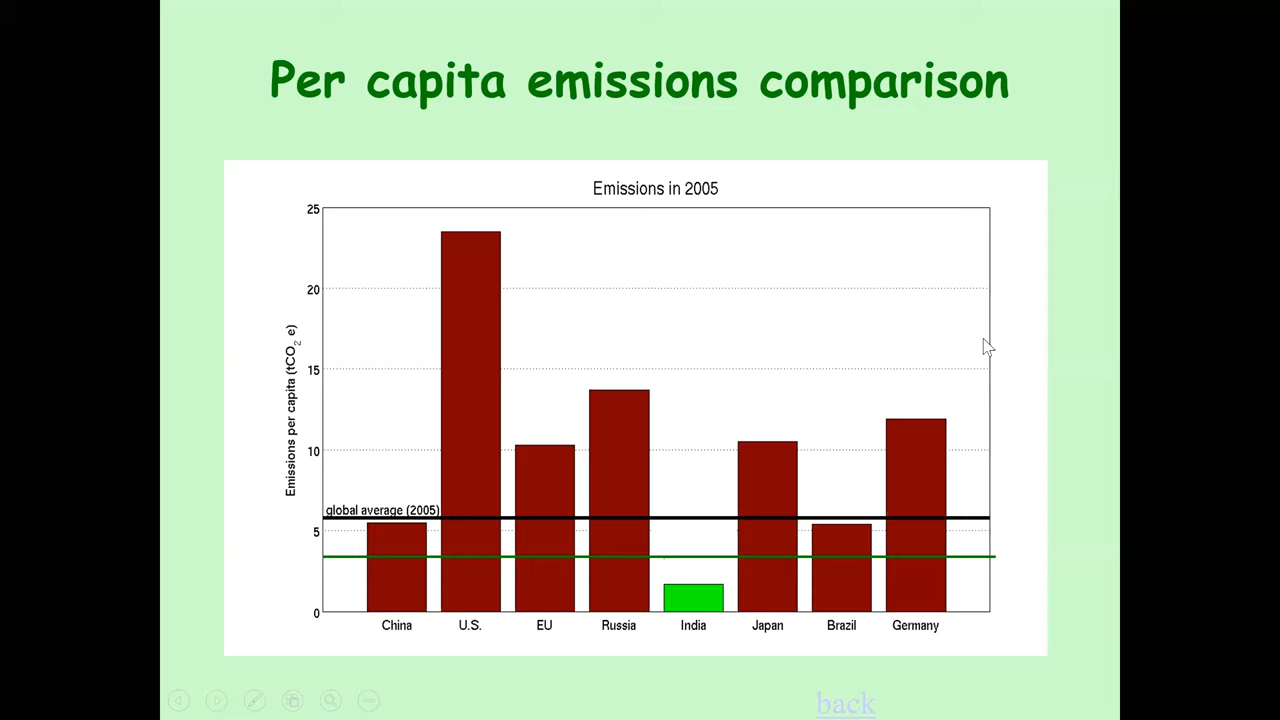 Per capita emissions comparison
Emissions in 2005
25
20
15
10
5
0
Emissions per capita (tCO2 e)
global average (2005)
China U.S. EU Russia India Japan Brazil Germany
back